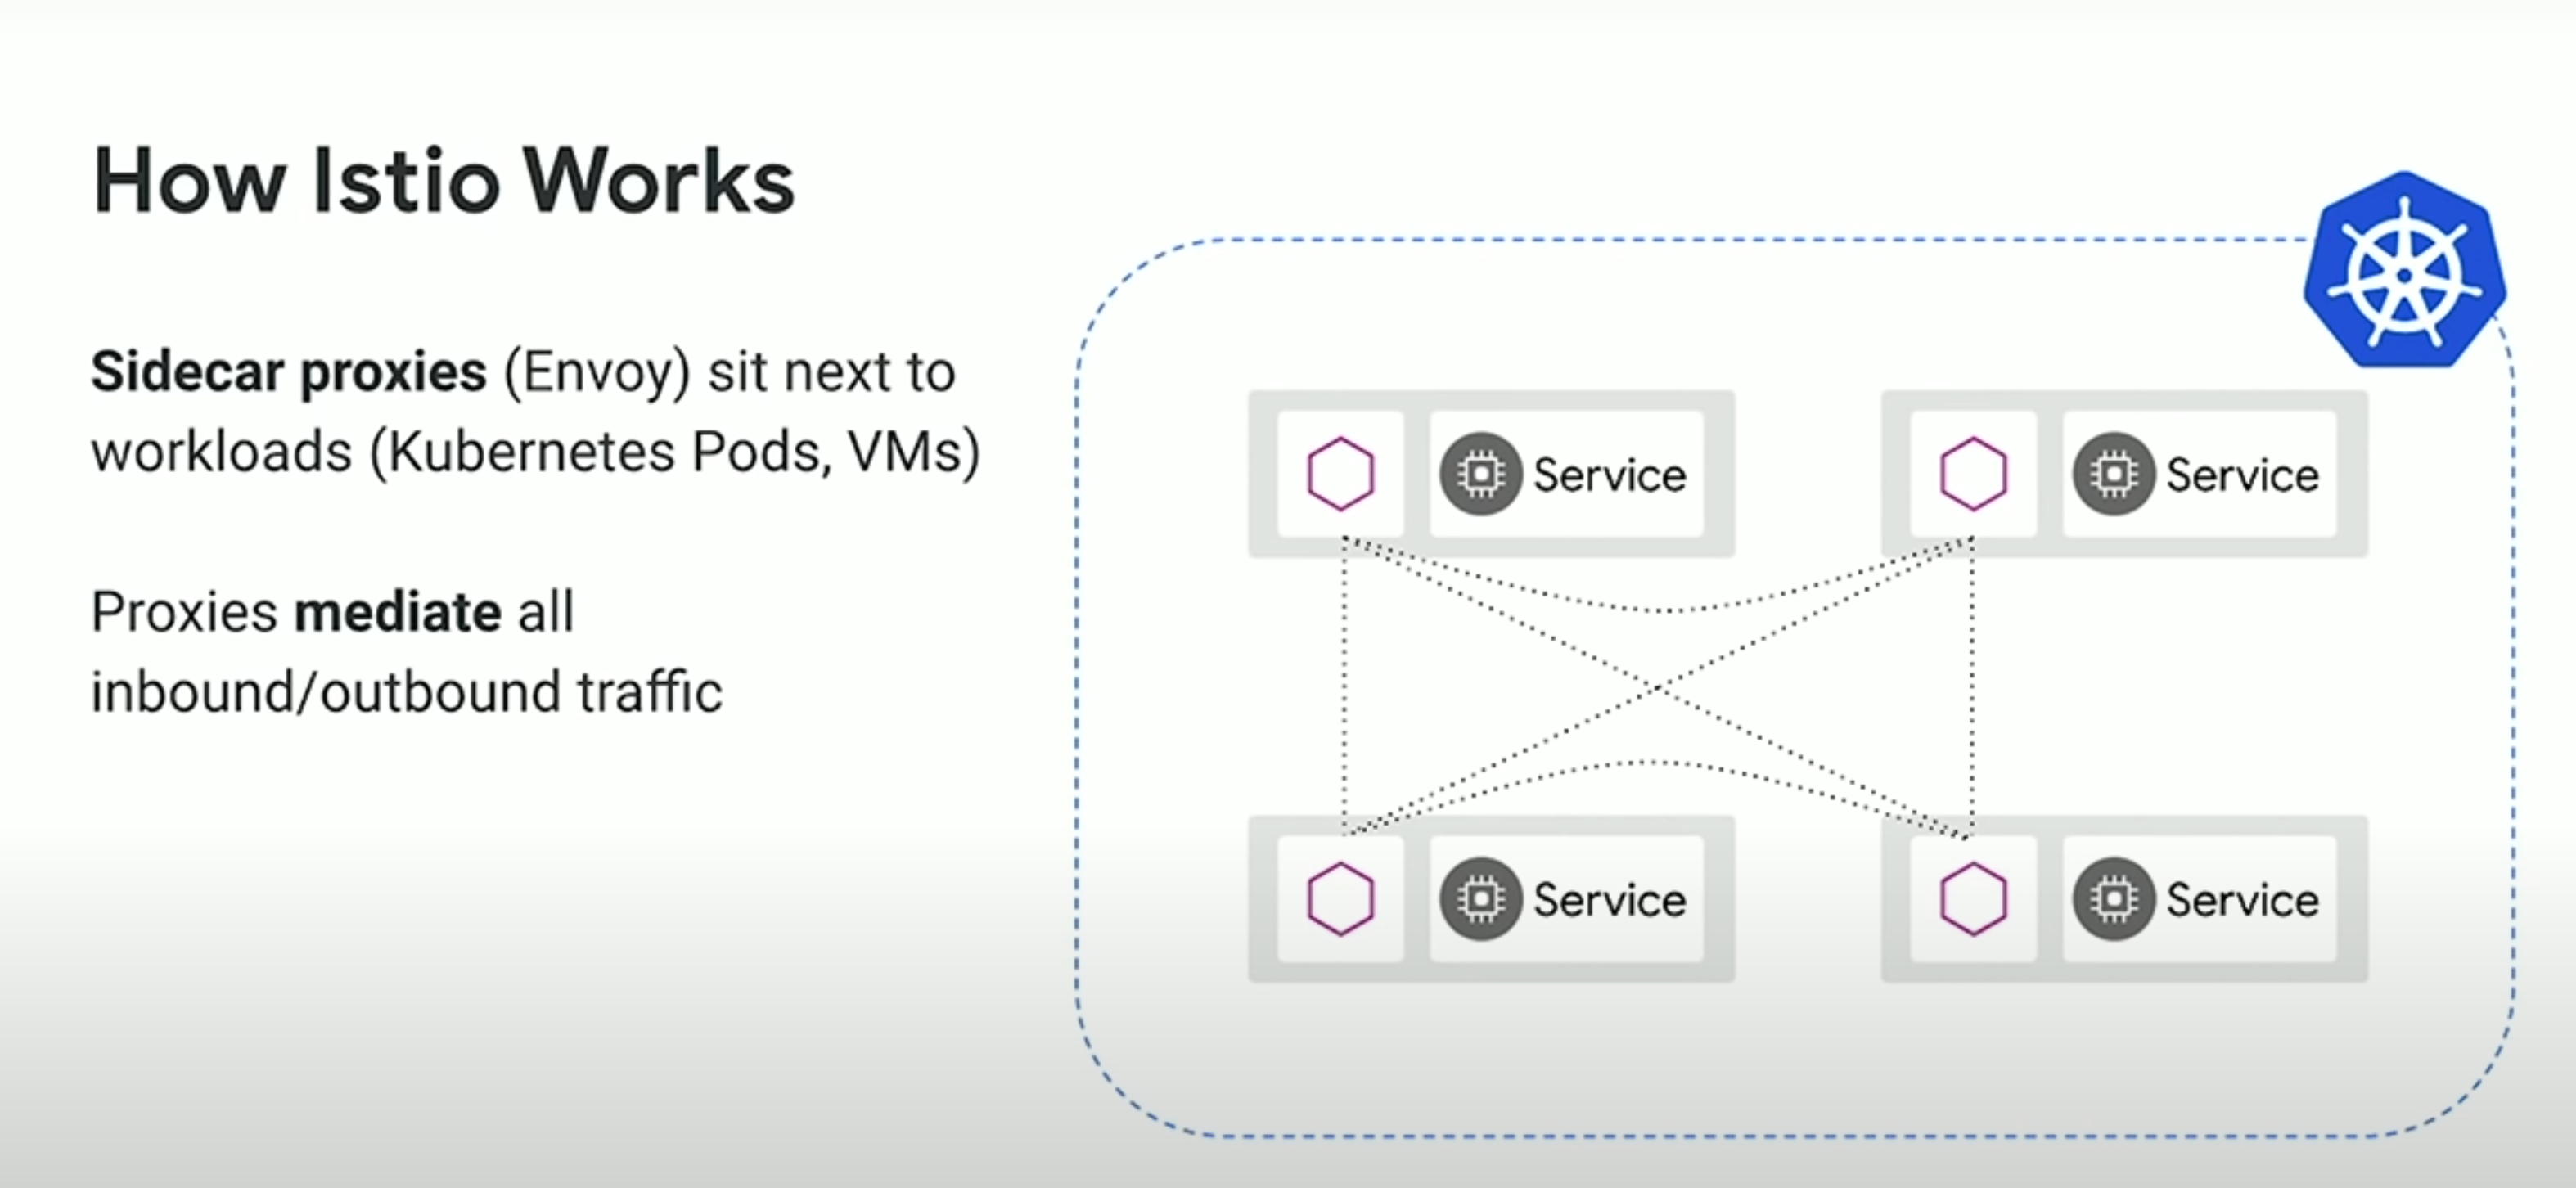 How Istio Works
Sidecar proxies (Envoy) sit next to
workloads (Kubernetes Pods, VMs)
Proxies mediate all
inbound/outbound traffic
Service
Service
Service
Service